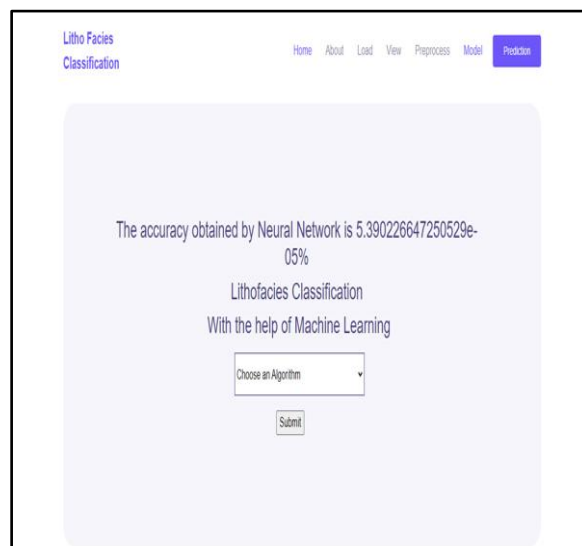 Litho Facies
Classification
Home About Load View Preprocess Model Prediction
The accuracy obtained by Neural Network is 5.390226647250529e-
05%
Lithofacies Classification
With the help of Machine Learning
Choose an Algorithm
Submit